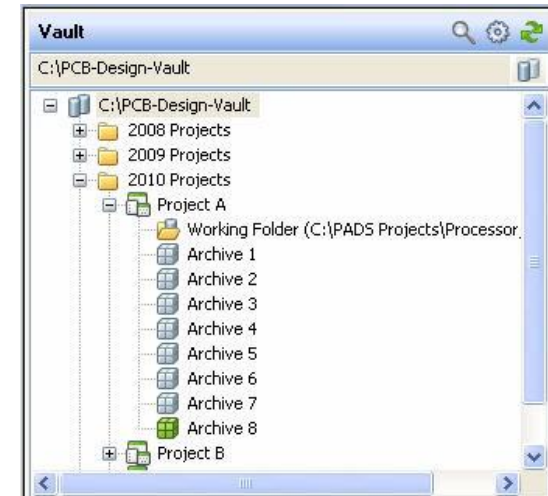 Vault
C:\PCB-Design-Vault
C:\PCB-Design-Vault
2008 Projects
2009 Projects
2010 Projects
Project A
Working Folder (C:\PADS Projects\Processor_
Archive 1
Archive 2
Archive 3
Archive 4
Archive 5
Archive 6
Archive 7
Archive 8
Project B